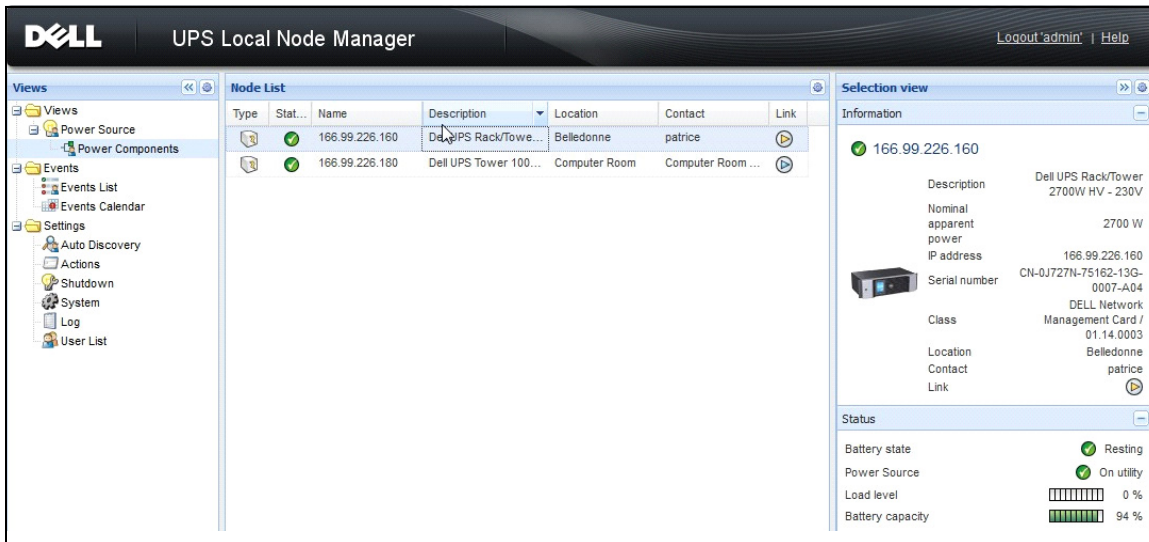 DELL
UPS Local Node Manager
Logout 'admin' | Help
Views
Views
Power Source
Power Components
Events
Events List
Events Calendar
Settings
Auto Discovery
Actions
Shutdown
System
Log
User List
Node List
Type Stat... Name Description Location Contact Link
166.99.226.160 Dell UPS Rack/Towe... Belledonne patrice
166.99.226.180 Dell UPS Tower 100... Computer Room Computer Room ...
Selection view
Information
166.99.226.160
Description Dell UPS Rack/Tower
2700W HV - 230V
Nominal
apparent 2700 W
power
IP address 166.99.226.160
Serial number CN-0J727N-75162-13G-
0007-A04
DELL Network
Class Management Card /
01.14.0003
Location Belledonne
Contact patrice
Link
Status
Battery state Resting
Power Source On utility
Load level 0 %
Battery capacity 94 %